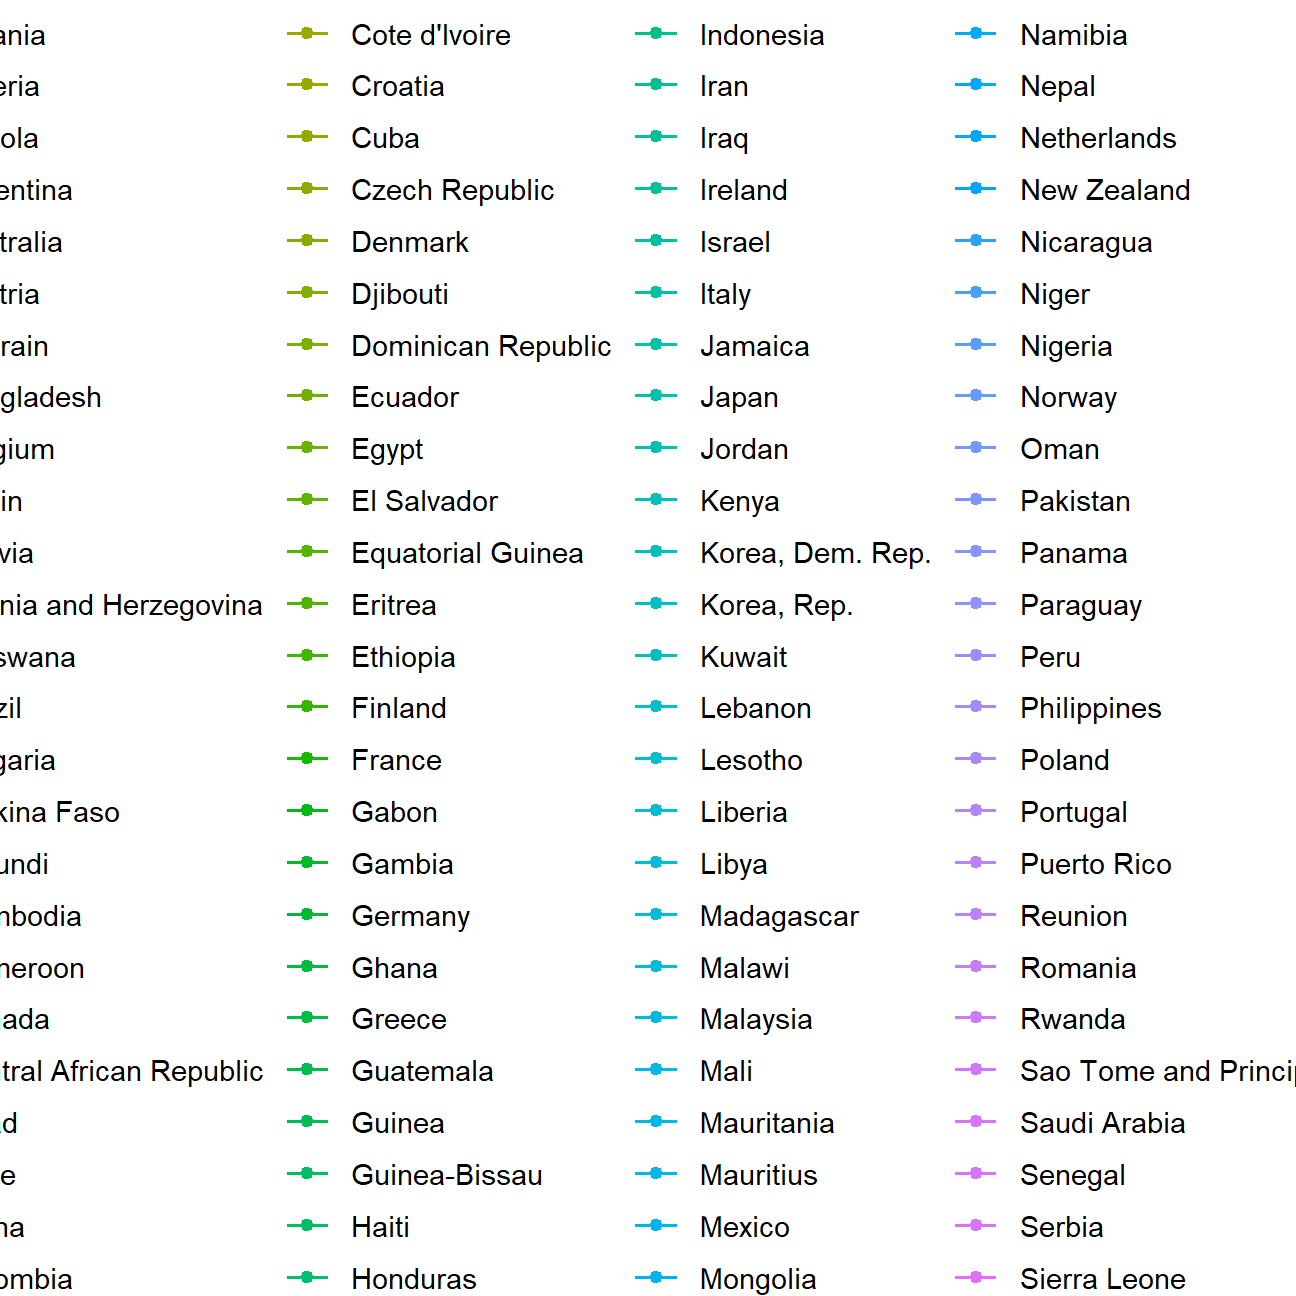 ania
eria
ola
entina
tralia
tria
rain
gladesh
gium
in
via
nia and Herzegovina
swana
zil
garia
kina Faso
undi
mbodia
meroon
ada
tral African Republic
d
e
na
ombia
Cote d'Ivoire
Croatia
Cuba
Czech Republic
Denmark
Djibouti
Dominican Republic
Ecuador
Egypt
El Salvador
Equatorial Guinea
Eritrea
Ethiopia
Finland
France
Gabon
Gambia
Germany
Ghana
Greece
Guatemala
Guinea
Guinea-Bissau
Haiti
Honduras
Indonesia
Iran
Iraq
Ireland
Israel
Italy
Jamaica
Japan
Jordan
Kenya
Korea, Dem. Rep.
Korea, Rep.
Kuwait
Lebanon
Lesotho
Liberia
Libya
Madagascar
Malawi
Malaysia
Mali
Mauritania
Mauritius
Mexico
Mongolia
Namibia
Nepal
Netherlands
New Zealand
Nicaragua
Niger
Nigeria
Norway
Oman
Pakistan
Panama
Paraguay
Peru
Philippines
Poland
Portugal
Puerto Rico
Reunion
Romania
Rwanda
Sao Tome and Princip
Saudi Arabia
Senegal
Serbia
Sierra Leone